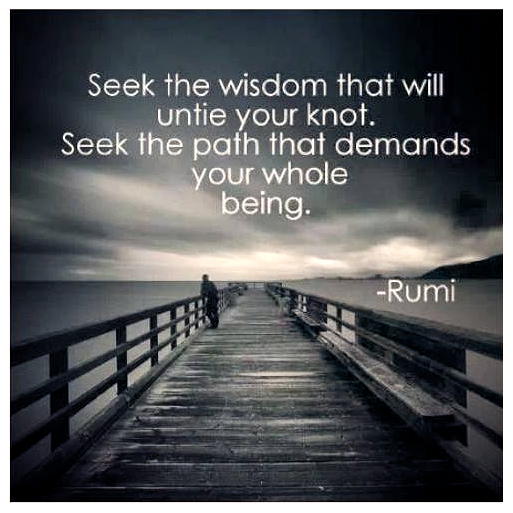 Seek the wisdom that will
untie your knot.
Seek the path that demands
your whole
being.
-Rumi